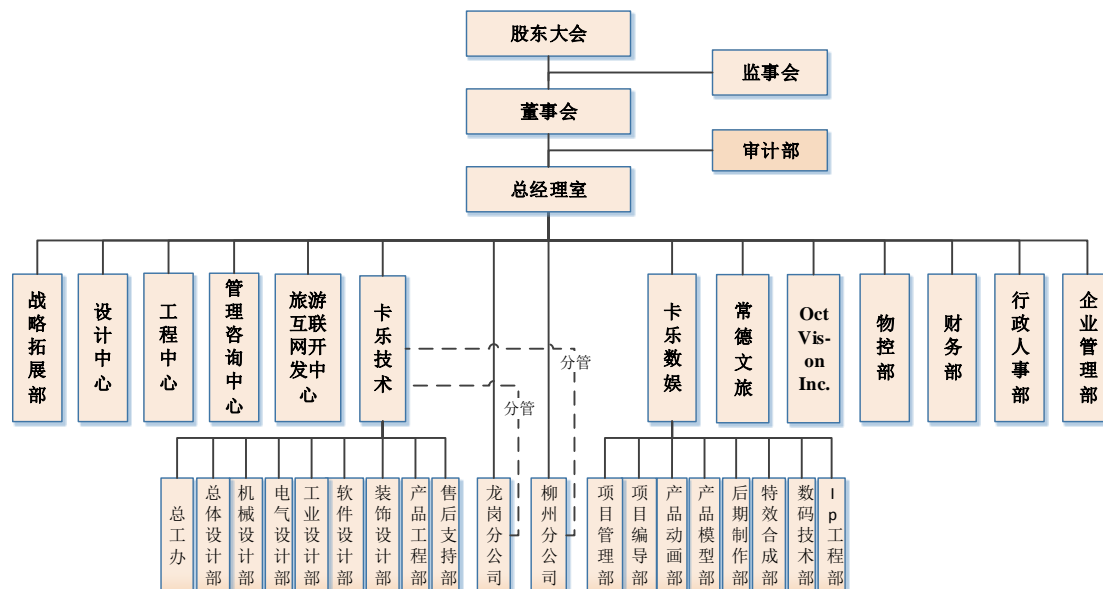 股东大会
监事会
董事会
审计部
总经理室
战略拓展部
设计中心
工程中心
管理咨询中心
旅游互联网开发中心
卡乐技术
卡乐数娱
常德文旅
Oct
Vis-
on
Inc.
物控部
财务部
行政人事部
企业管理部
分管
分管
总工办
总体设计部
机械设计部
电气设计部
工业设计部
软件设计部
装饰设计部
产品工程部
售后支持部
龙岗分公司
柳州分公司
项目管理部
项目编导部
产品动画部
产品模型部
后期制作部
特效合成部
数码技术部
Ip工程部